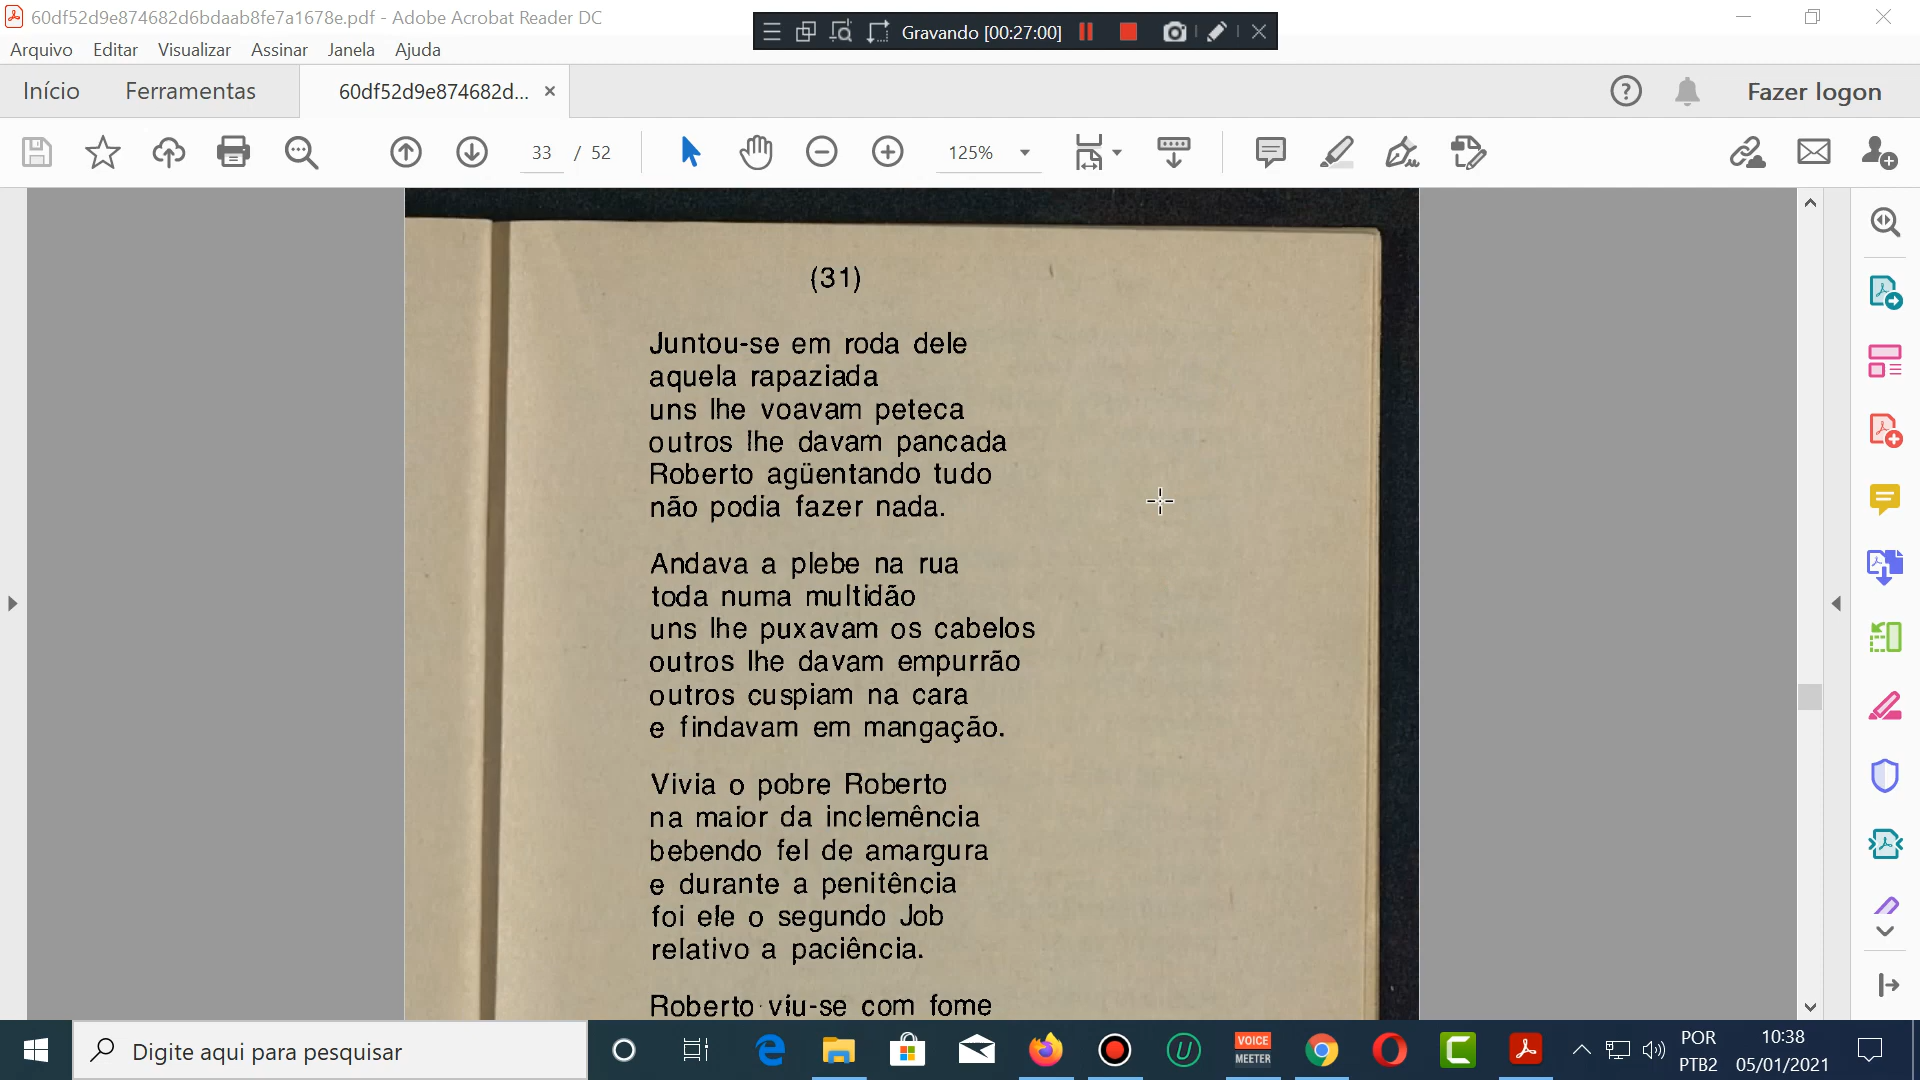 60df52d9e874682d6bdaab8fe7a1678e.pdf - Adobe Acrobat Reader DC
Gravando [00:27:00]
Arquivo Editar Visualizar Assinar Janela Ajuda
Início Ferramentas 60df52d9e874682d... Fazer logon
33 / 52 125%
(31)
Juntou-se em roda dele
aquela rapaziada
uns lhe voavam peteca
outros lhe davam pancada
Roberto agüentando tudo
não podia fazer nada.
Andava a plebe na rua
toda numa multidão
uns lhe puxavam os cabelos
outros lhe davam empurrão
outros cuspiam na cara
e findavam em mangação.
Vivia o pobre Roberto
na maior da inclemência
bebendo fel de amargura
e durante a penitência
foi ele o segundo Job
relativo a paciência.
Roberto viu-se com fome
Digite aqui para pesquisar
VOICE
MEETER
POR
PTB2
10:38
05/01/2021